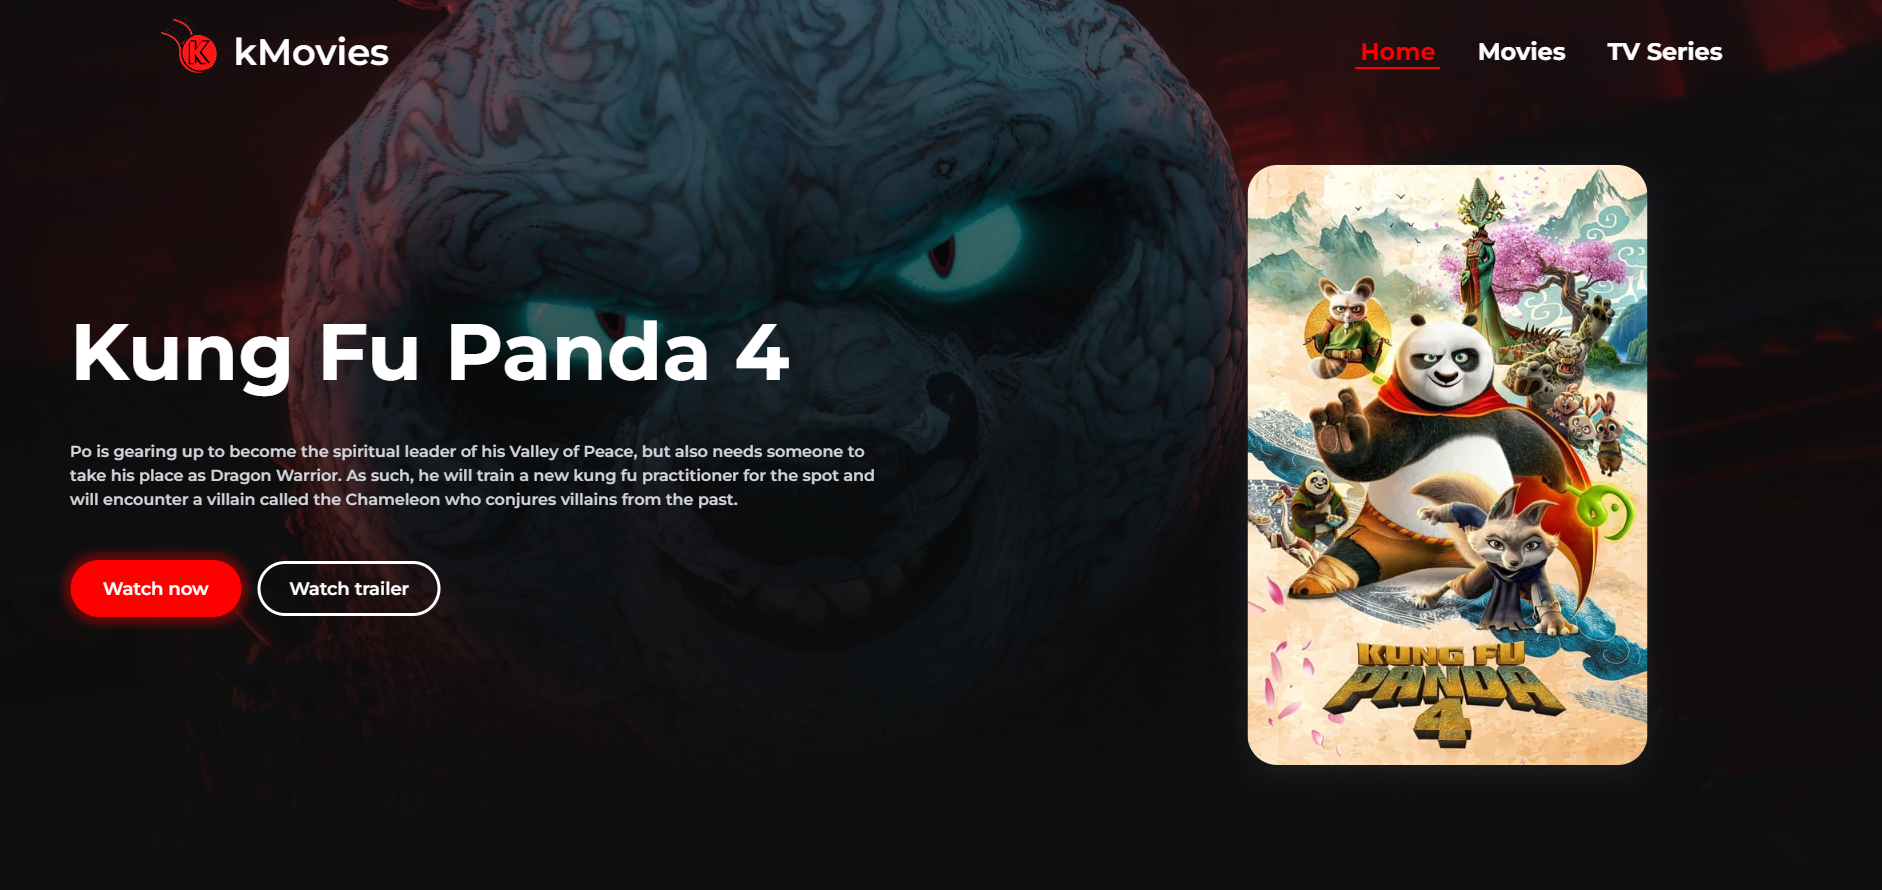 K
kMovies
Home
Movies
TV Series
Kung Fu Panda 4
Po is gearing up to become the spiritual leader of his Valley of Peace, but also needs someone to
take his place as Dragon Warrior. As such, he will train a new kung fu practitioner for the spot and
will encounter a villain called the Chameleon who conjures villains from the past.
Watch now
Watch trailer
KUNG FU
PANDA
4